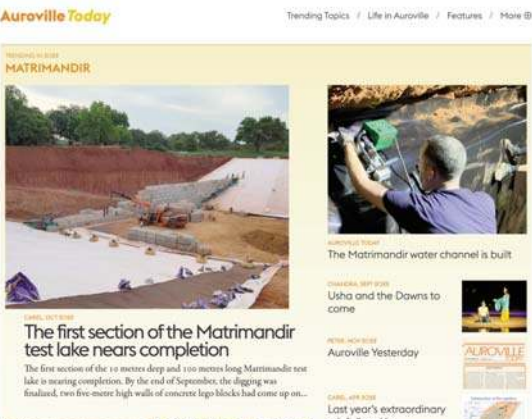 Auroville Today
Trending Topics / Life in Auroville / Features / More
MATRIMANDIR
The first section of the Matrimandir
test lake nears completion
The first section of the 10 metres deep and 100 metres long Matrimandir test
lake is nearing completion. By the end of September, the digging was
finalized, two five-metre high walls of concrete lego blocks had come up on...
AUROVILLE TODAY
The Matrimandir water channel is built
Usha and the Dawns to
come
Auroville Yesterday
AUROVILLE
Last year's extraordinary